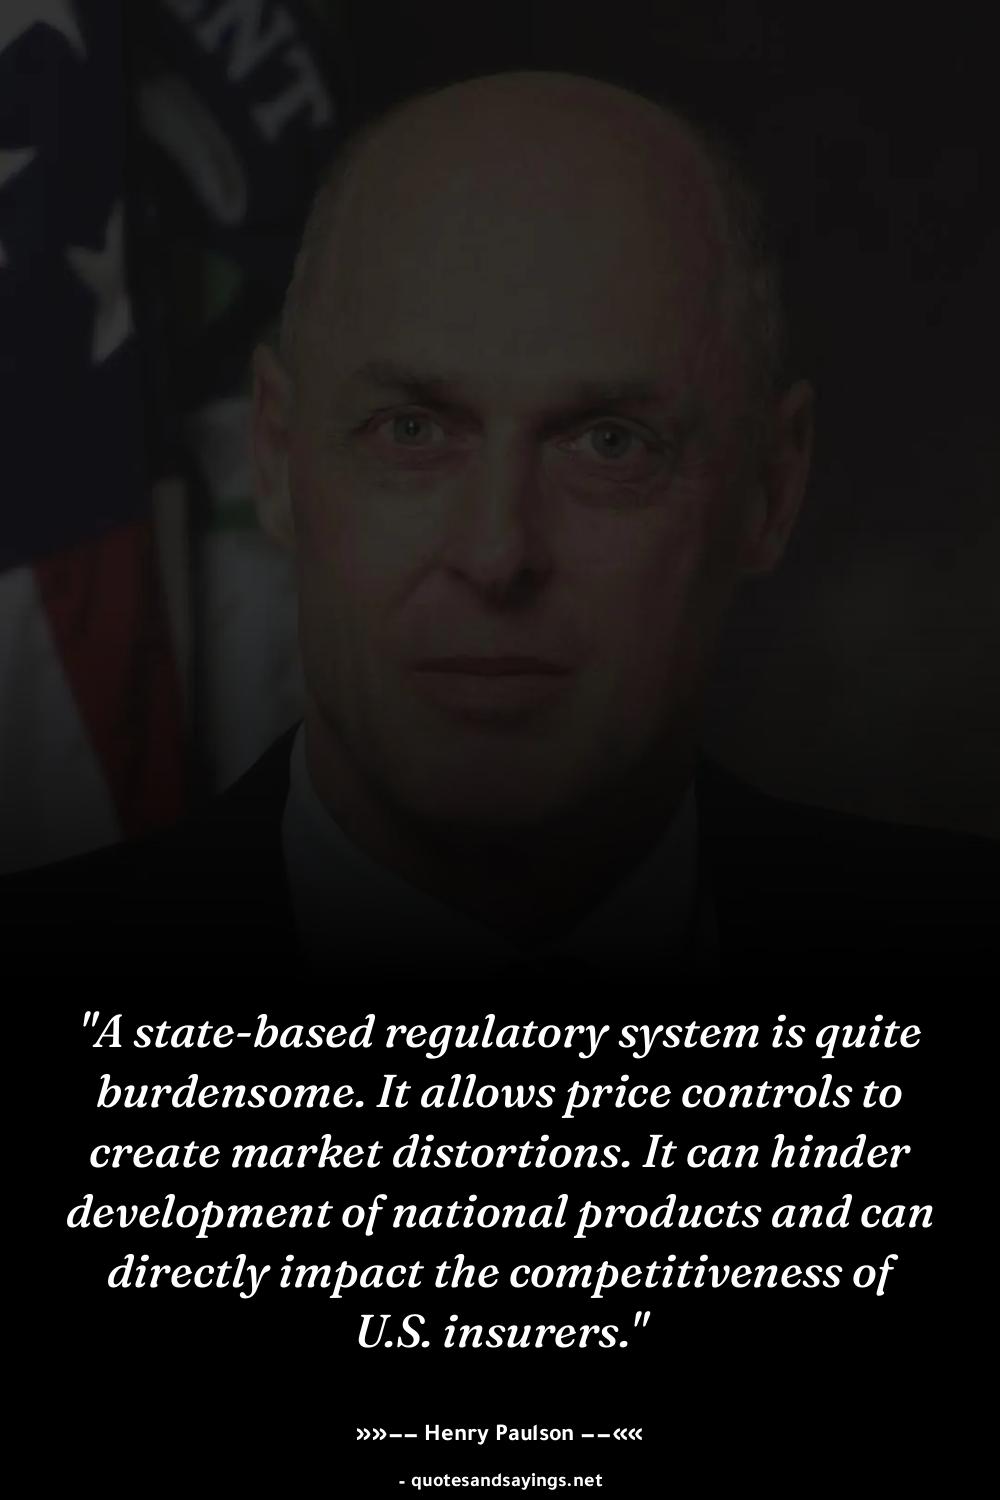 NT
"A state-based regulatory system is quite
burdensome. It allows price controls to
create market distortions. It can hinder
development of national products and can
directly impact the competitiveness of
U.S. insurers."
»»–– Henry Paulson ––««
- quotesandsayings.net